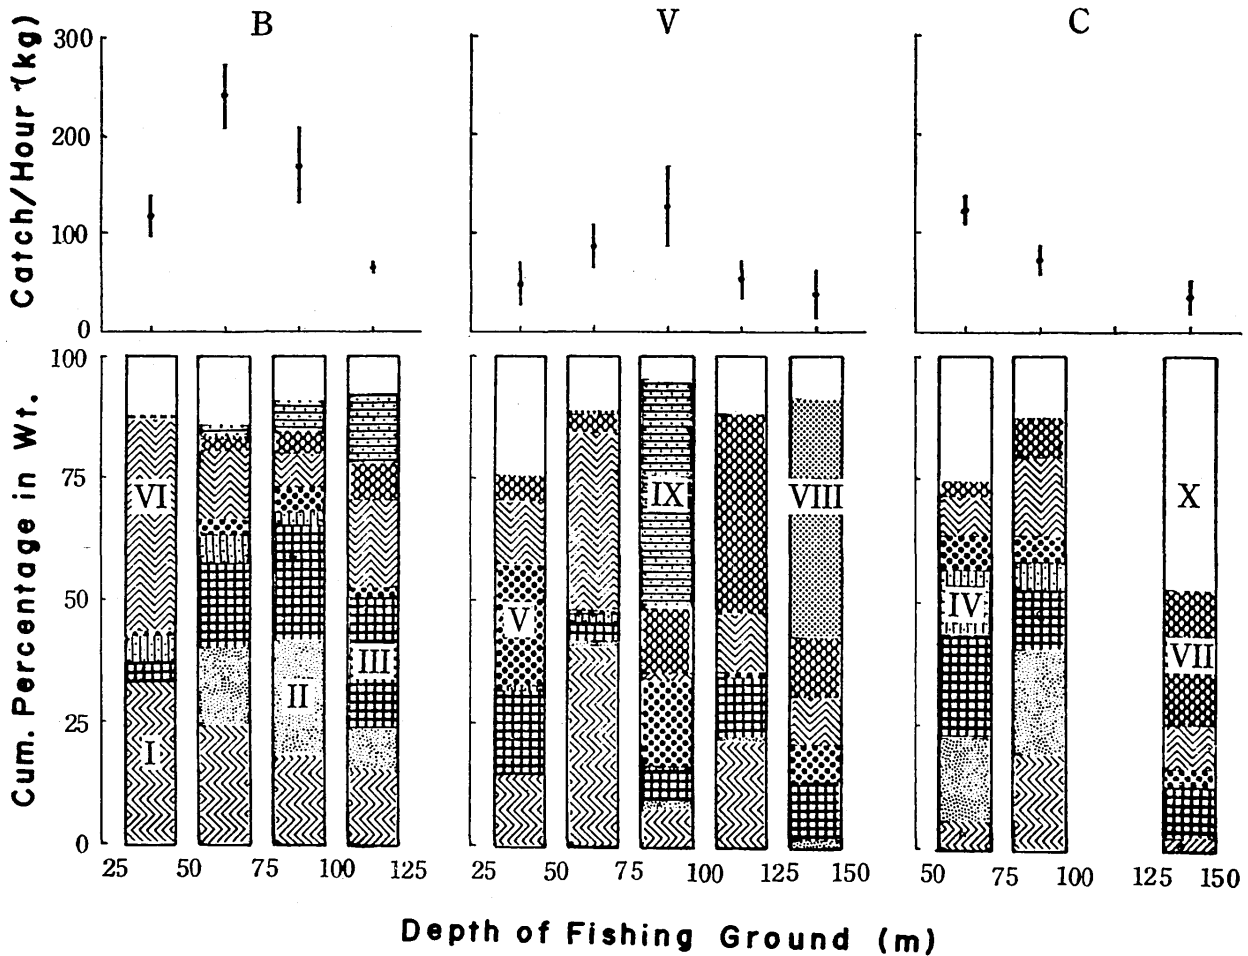 B V C
Catch/Hour (kg)
300
200
100
0
Cum. Percentage in Wt.
100
75
50
25
0
VI IX VIII X
V IV
III VII
II
I
25 50 75 100 125
25 50 75 100 125 150
50 75 100 125 150
Depth of Fishing Ground (m)